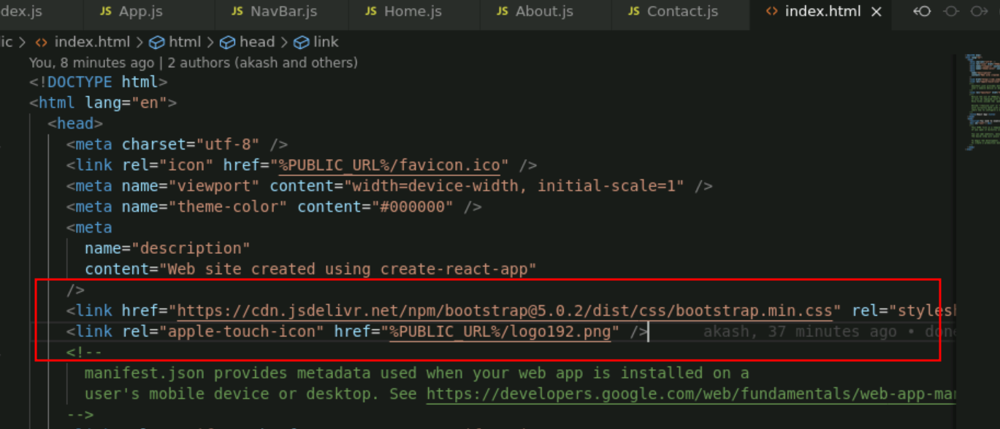 dex.js JS App.js JS NavBar.js JS Home.js JS About.js JS Contact.js <> index.html ×
ic > <> index.html > html > head > link
You, 8 minutes ago | 2 authors (akash and others)
<!DOCTYPE html>
<html lang="en">
<head>
<meta charset="utf-8" />
<link rel="icon" href="%PUBLIC_URL%/favicon.ico" />
<meta name="viewport" content="width=device-width, initial-scale=1" />
<meta name="theme-color" content="#000000" />
<meta
name="description"
content="Web site created using create-react-app"
/>
<link href="https://cdn.jsdelivr.net/npm/bootstrap@5.0.2/dist/css/bootstrap.min.css" rel="styles
<link rel="apple-touch-icon" href="%PUBLIC_URL%/logo192.png" /> akash, 37 minutes ago • done
<!--
manifest.json provides metadata used when your web app is installed on a
user's mobile device or desktop. See https://developers.google.com/web/fundamentals/web-app-ma
-->